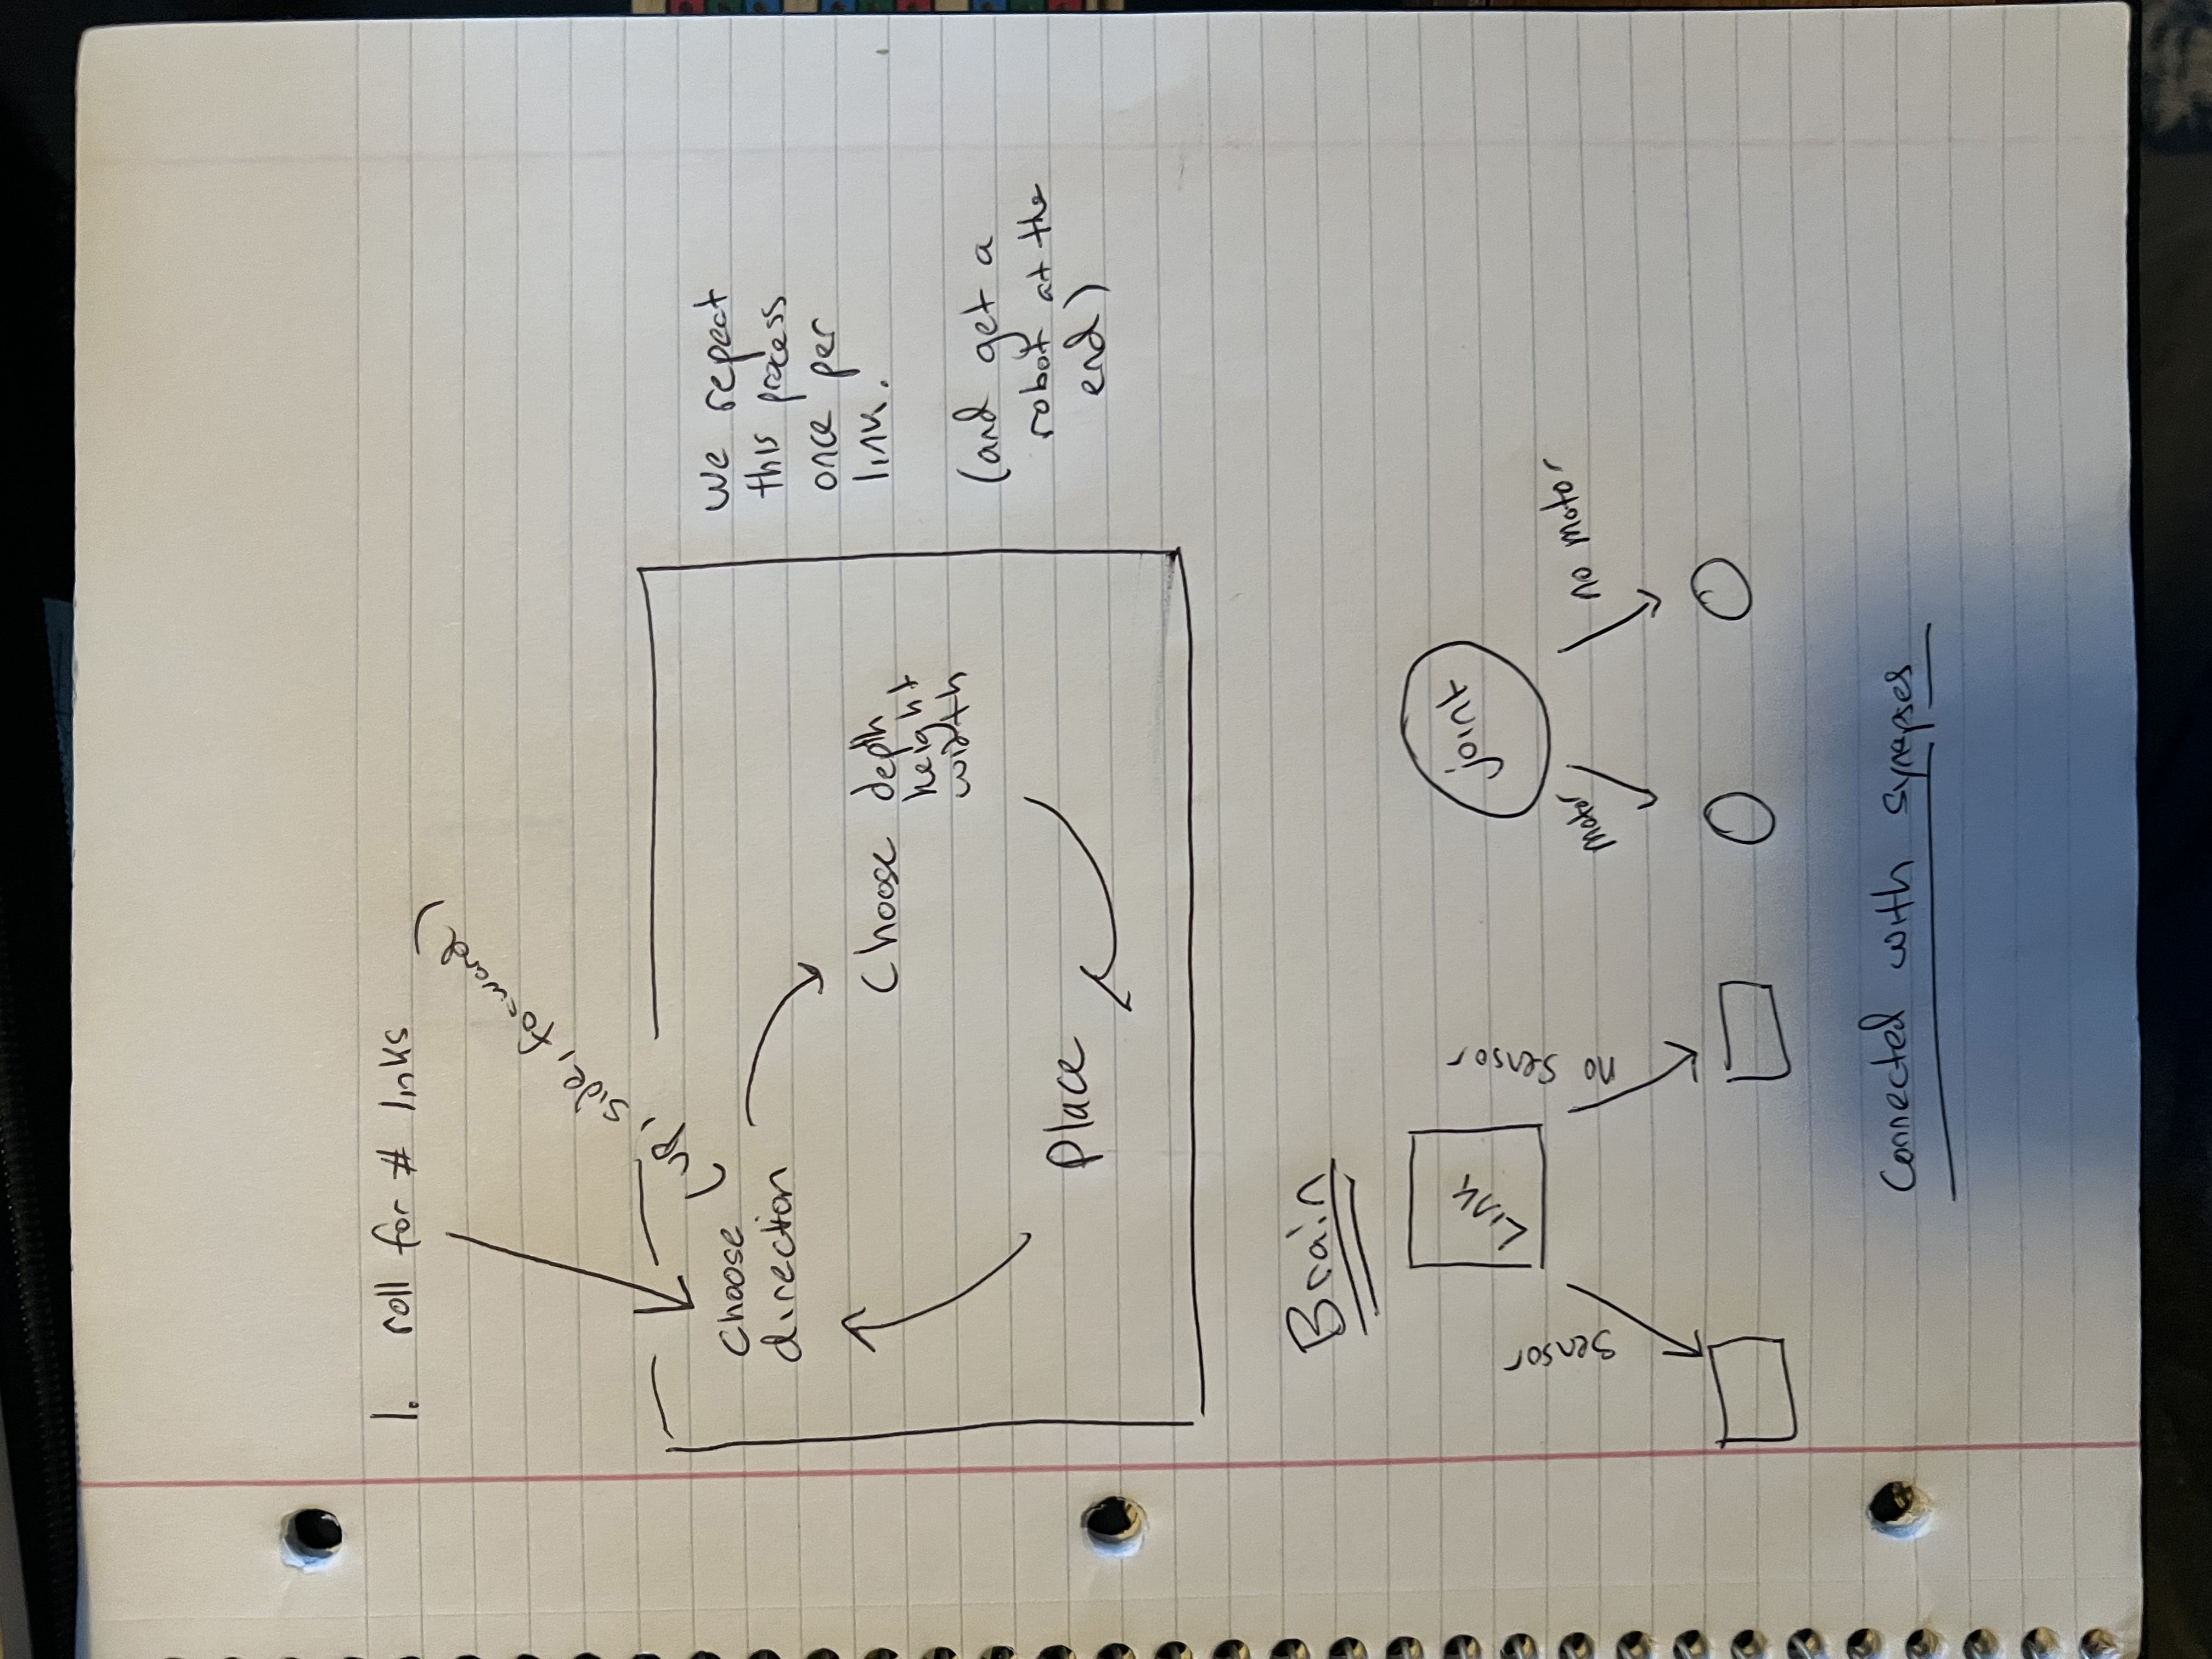 1. roll for # links
(up, side, forward)
Choose
direction
Choose depth
height
width
Place
we repeat
this process
once per
link.
(and get a
robot at the
end)
Brain
Link
sensor
no sensor
joint
motor
no motor
Connected with synapses